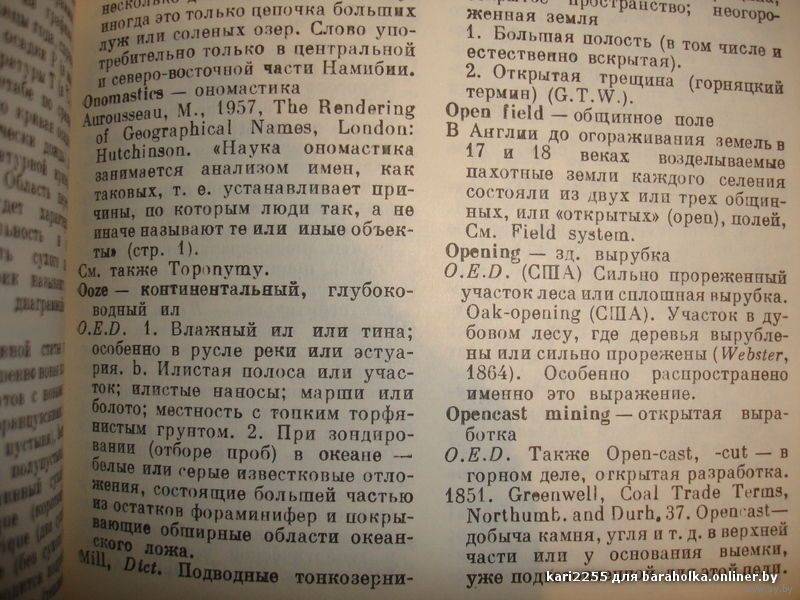 иногда это только цепочка больших
луж или соленых озер. Слово упо-
требительно только в центральной
и северо-восточной части Намибии.
Onomastics — ономастика
Aurousseau, M., 1957, The Rendering
of Geographical Names, London:
Hutchinson. «Наука ономастика
занимается анализом имен, как
таковых, т. е. устанавливает при-
чины, по которым люди так, а не
иначе называют те или иные объек-
ты» (стр. 1).
См. также Toponymy.
Ooze — континентальный, глубоко-
водный ил
O.E.D. 1. Влажный ил или тина;
особенно в русле реки или эстуа-
рия. b. Илистая полоса или учас-
ток; илистые наносы; марши или
болото; местность с топким торфя-
нистым грунтом. 2. При зондиро-
вании (отборе проб) в океане —
белые или серые известковые отло-
жения, состоящие большей частью
из остатков фораминифер и покры-
вающие обширные области океан-
ского ложа.
Mill, Dict. Подводные тонкозерни-
пространство; неогоро-
женная земля
1. Большая полость (в том числе и
естественно вскрытая).
2. Открытая трещина (горняцкий
термин) (G.T.W.).
Open field — общинное поле
В Англии до огораживания земель в
17 и 18 веках возделываемые
пахотные земли каждого селения
состояли из двух или трех общин-
ных, или «открытых» (open), полей,
См. Field system.
Opening — зд. вырубка
O.E.D. (США) Сильно прореженный
участок леса или сплошная вырубка.
Oak-opening (США). Участок в ду-
бовом лесу, где деревья вырубле-
ны или сильно прорежены (Webster,
1864). Особенно распространено
именно это выражение.
Opencast mining — открытая выра-
ботка
O.E.D. Также Open-cast, -cut — в
горном деле, открытая разработка.
1851. Greenwell, Coal Trade Terms,
Northumb. and Durh. 37. Opencast—
добыча камня, угля и т. д. в верхней
части или у основания выемки,
уже этой цели.
kari2255 для baraholka.onliner.by